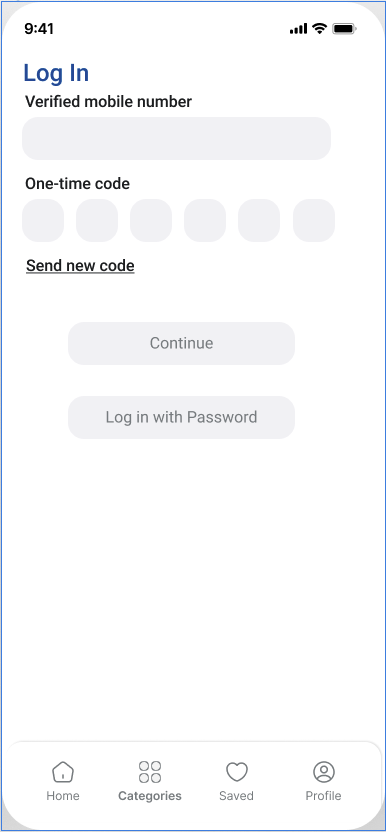 9:41
Log In
Verified mobile number
One-time code
Send new code
Continue
Log in with Password
Home
Categories
Saved
Profile